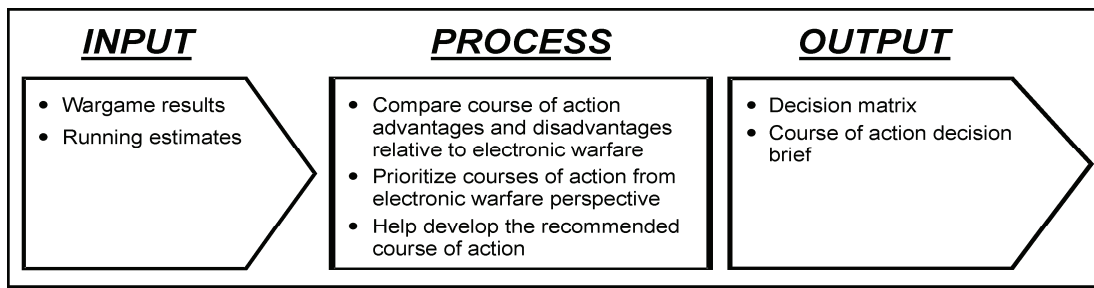 INPUT
• Wargame results
• Running estimates
PROCESS
• Compare course of action
advantages and disadvantages
relative to electronic warfare
• Prioritize courses of action from
electronic warfare perspective
• Help develop the recommended
course of action
OUTPUT
• Decision matrix
• Course of action decision
brief